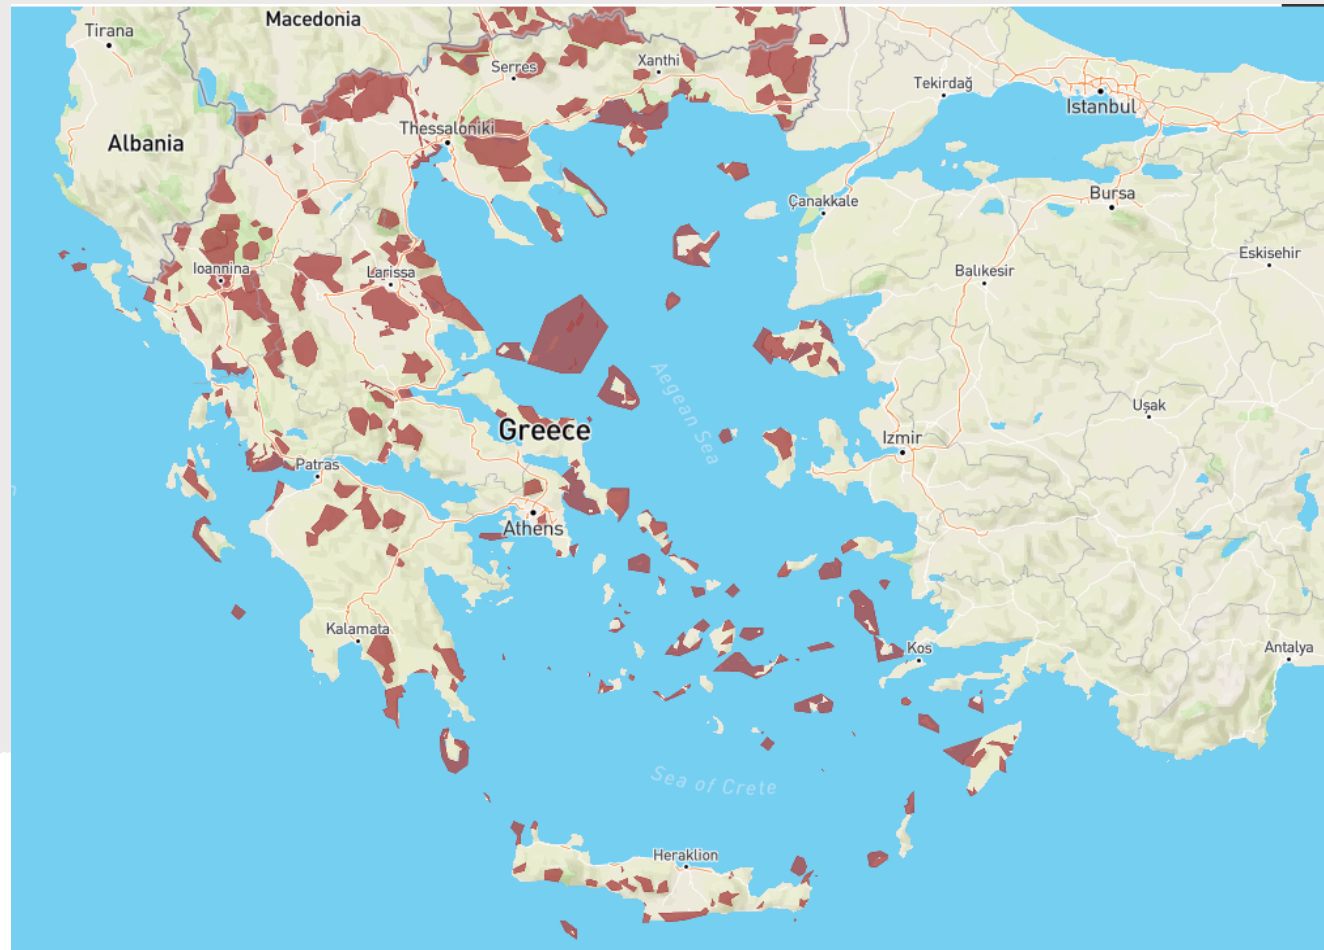 Macedonia
Tirana
Serres
Xanthi
Tekirdağ
Istanbul
Thessaloniki
Albania
Çanakkale
Bursa
Ioannina
Larissa
Balıkesir
Eskisehir
Aegean Sea
Greece
Uşak
Izmir
Patras
Athens
Kalamata
Kos
Antalya
Sea of Crete
Heraklion